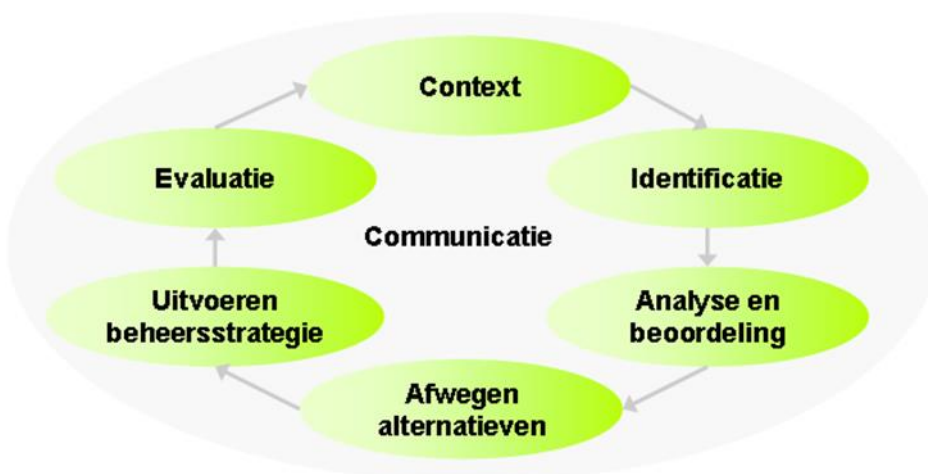 Context
Evaluatie
Identificatie
Communicatie
Uitvoeren
beheersstrategie
Analyse en
beoordeling
Afwegen
alternatieven